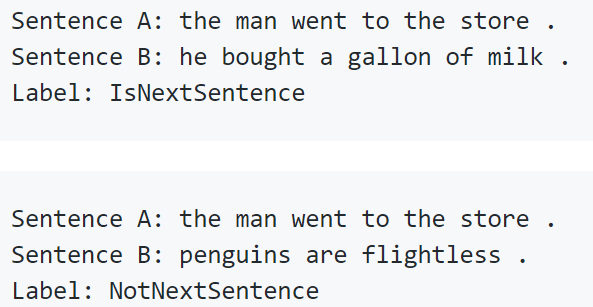 Sentence A: the man went to the store .
Sentence B: he bought a gallon of milk .
Label: IsNextSentence
Sentence A: the man went to the store .
Sentence B: penguins are flightless .
Label: NotNextSentence